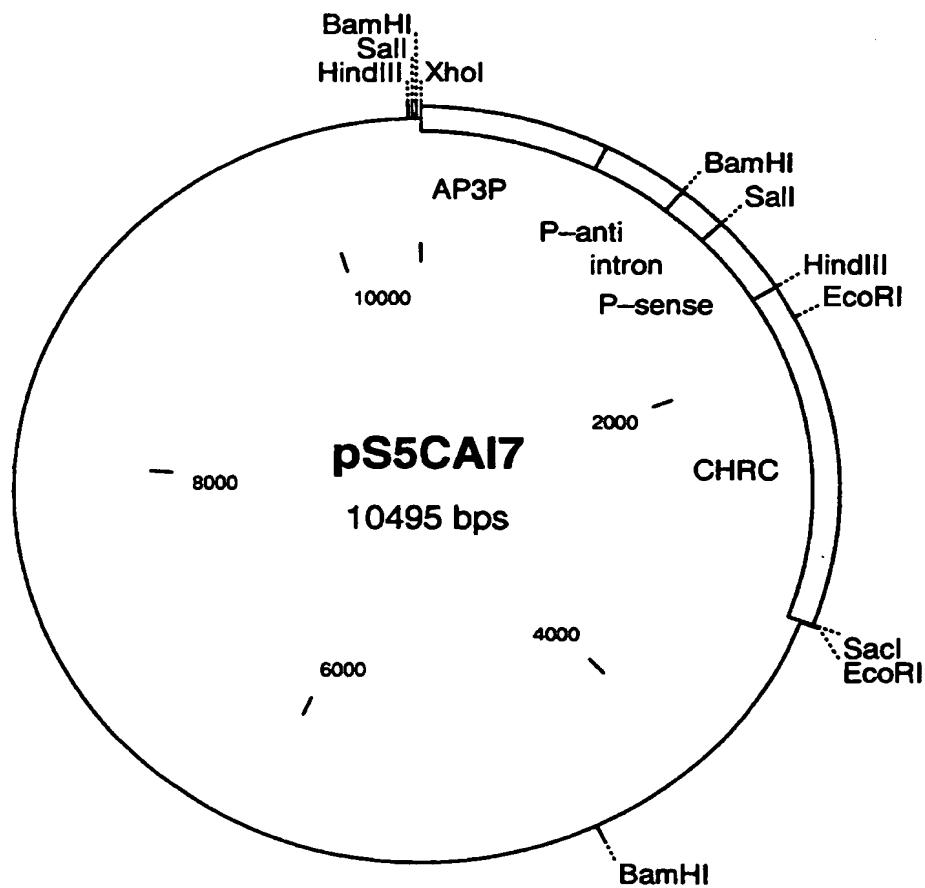 BamHI
SalI
HindIII
XhoI
BamHI
SalI
AP3P
P–anti
intron
HindIII
EcoRI
P–sense
10000
2000
pS5CAI7
CHRC
8000
10495 bps
4000
6000
SacI
EcoRI
BamHI